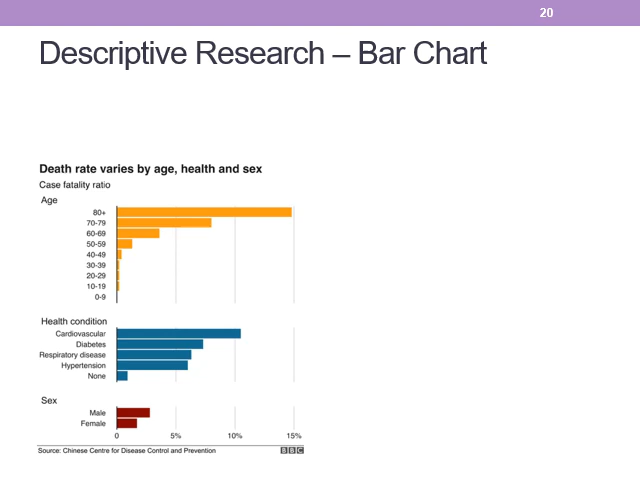 20
Descriptive Research – Bar Chart
Death rate varies by age, health and sex
Case fatality ratio
Age
80+
70-79
60-69
50-59
40-49
30-39
20-29
10-19
0-9
Health condition
Cardiovascular
Diabetes
Respiratory disease
Hypertension
None
Sex
Male
Female
0 5% 10% 15%
Source: Chinese Centre for Disease Control and Prevention BBC